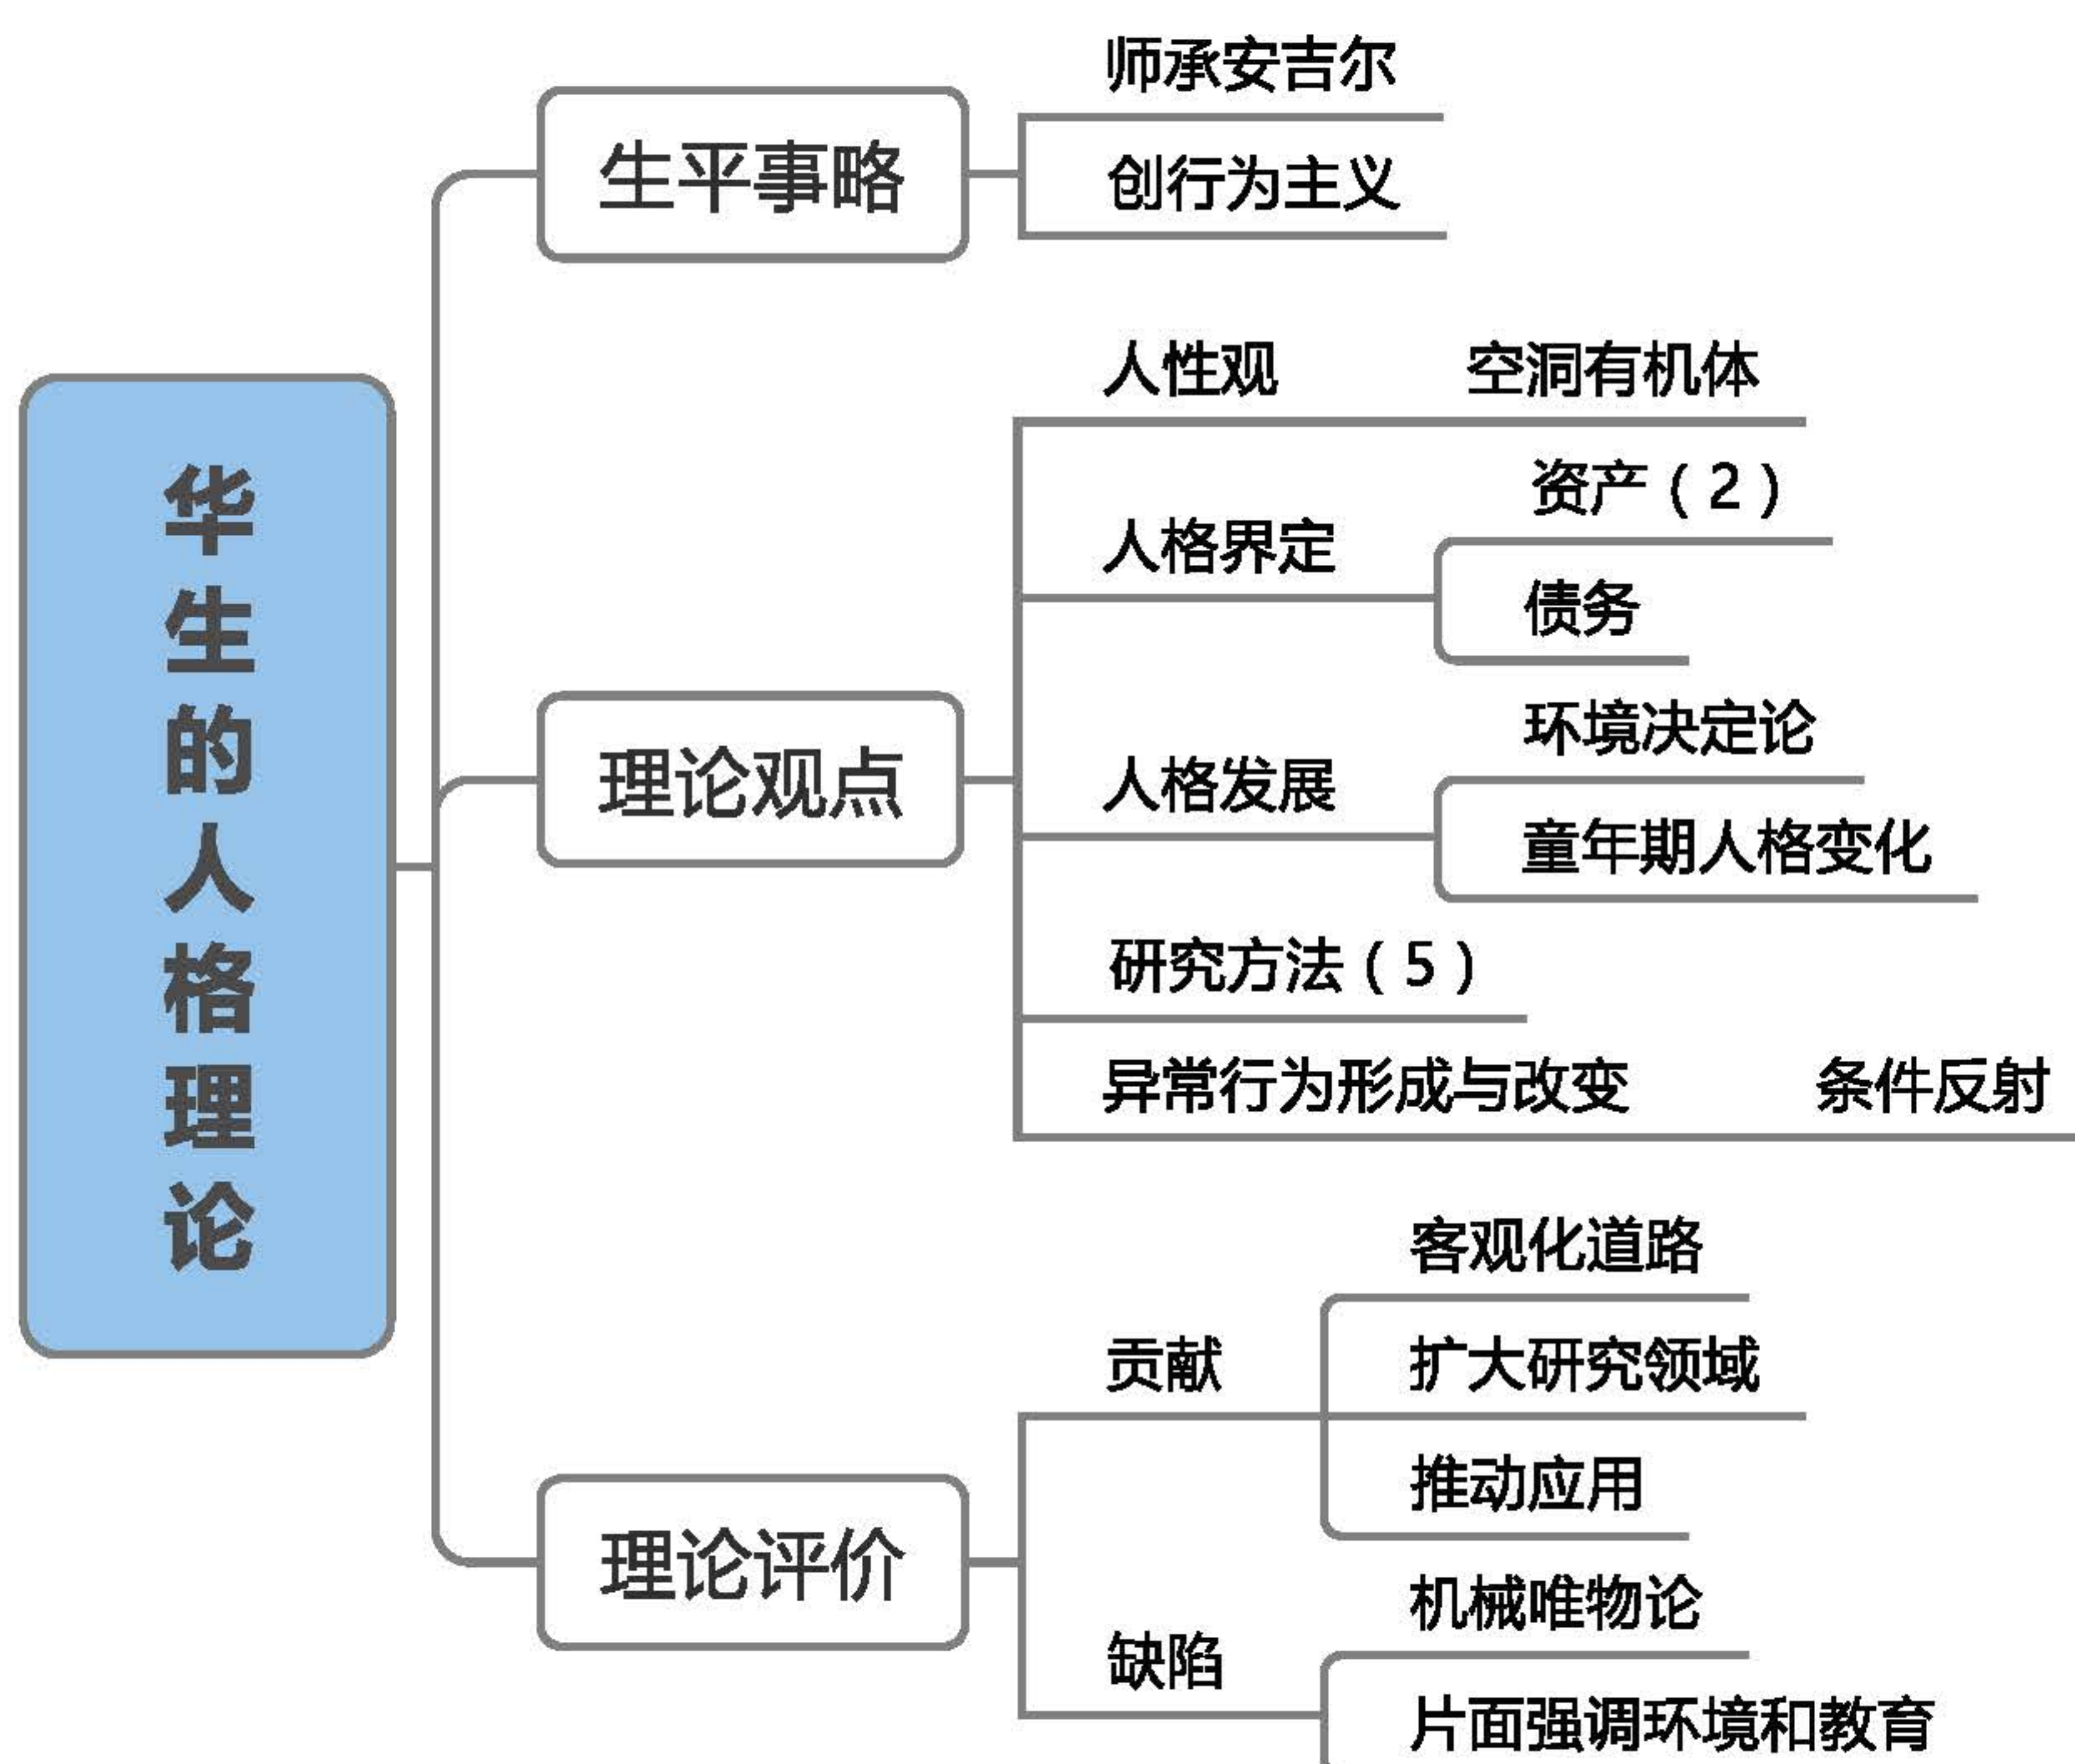 华生的人格理论
生平事略
师承安吉尔
创行为主义
理论观点
人性观 空洞有机体
人格界定
资产（2）
债务
人格发展
环境决定论
童年期人格变化
研究方法（5）
异常行为形成与改变 条件反射
理论评价
贡献
客观化道路
扩大研究领域
推动应用
缺陷
机械唯物论
片面强调环境和教育